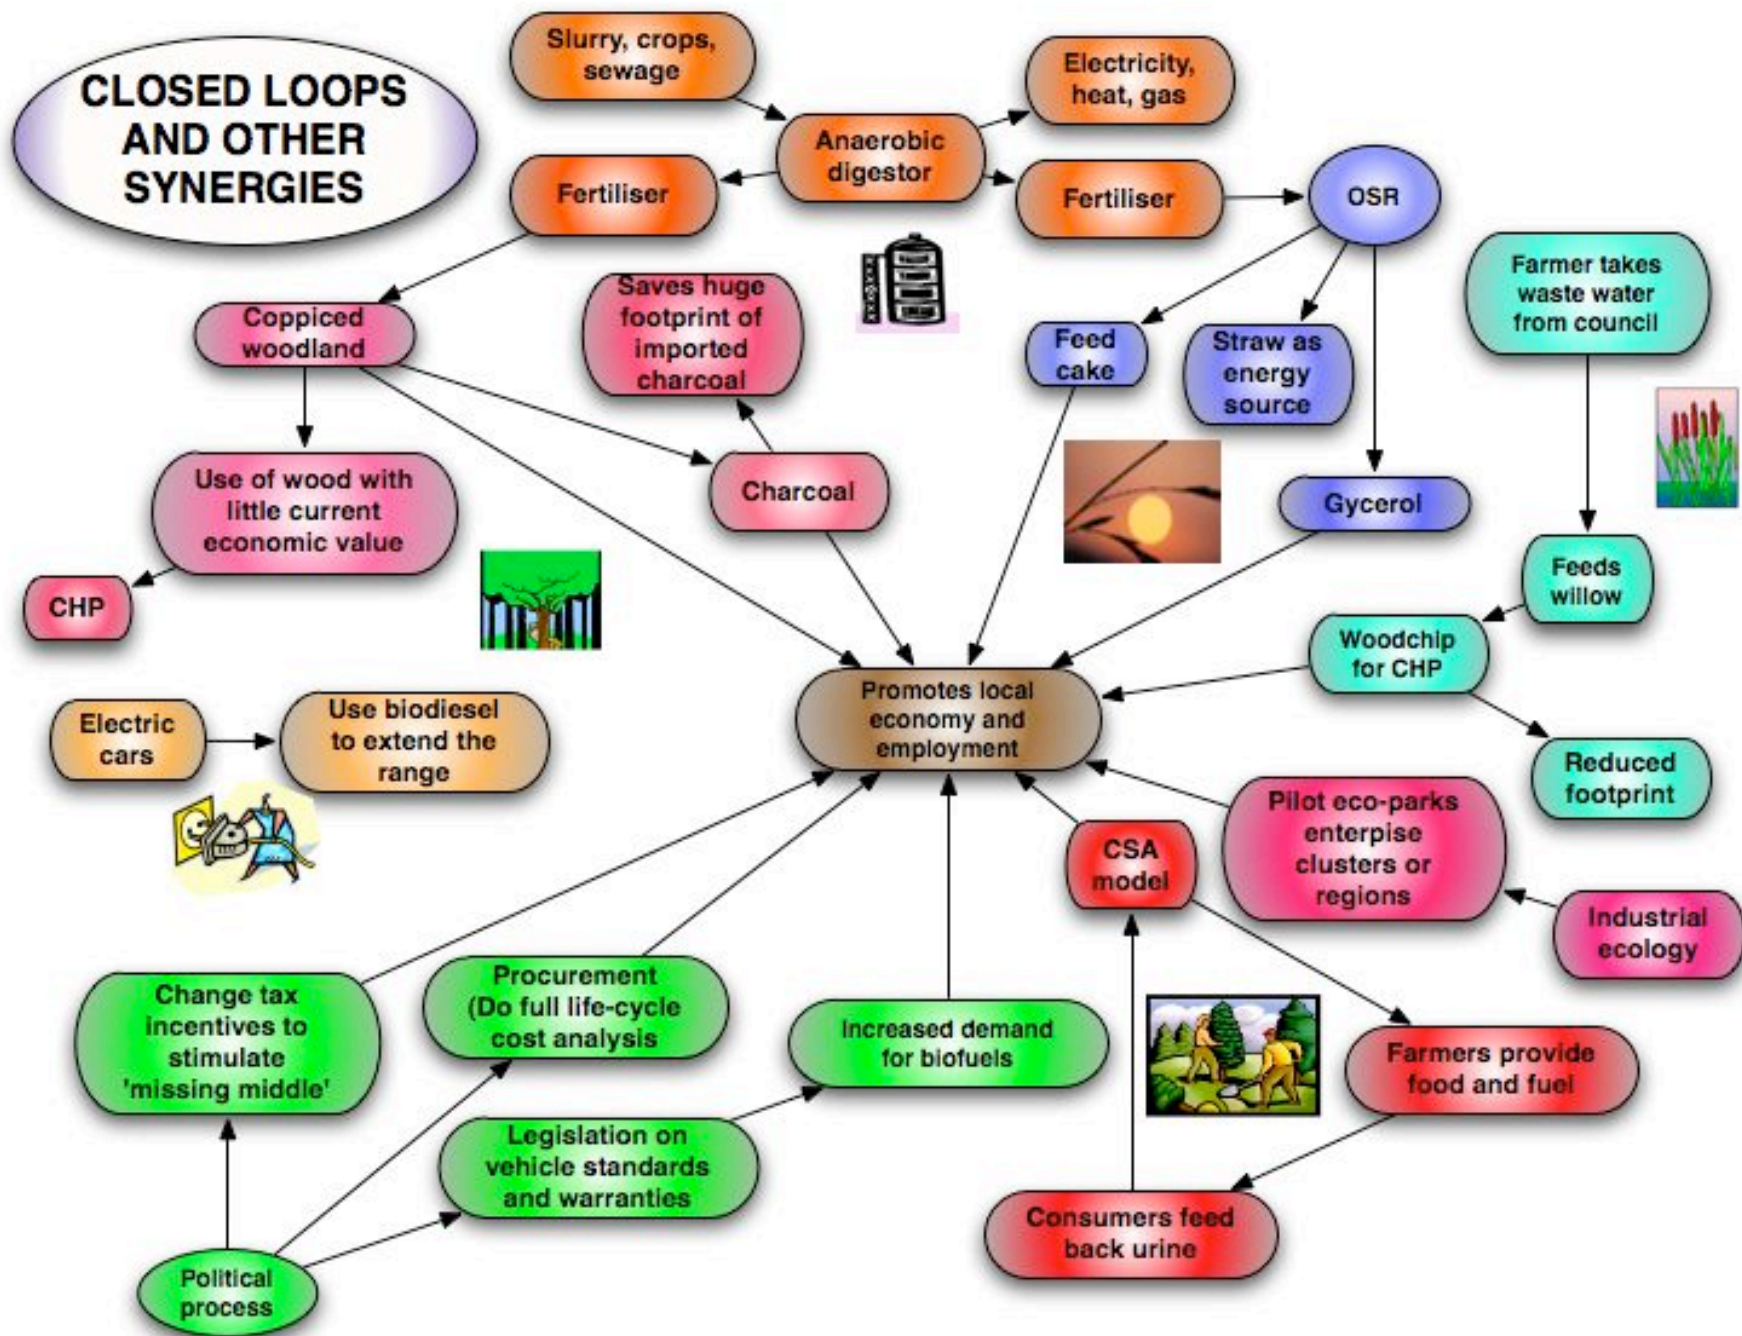 CLOSED LOOPS
AND OTHER
SYNERGIES
Slurry, crops,
sewage
Electricity,
heat, gas
Anaerobic
digestor
Fertiliser
Fertiliser
OSR
Farmer takes
waste water
from council
Coppiced
woodland
Saves huge
footprint of
imported
charcoal
Feed
cake
Straw as
energy
source
Use of wood with
little current
economic value
Charcoal
Gycerol
CHP
Feeds
willow
Woodchip
for CHP
Electric
cars
Use biodiesel
to extend the
range
Promotes local
economy and
employment
Reduced
footprint
Pilot eco-parks
enterpise
clusters or
regions
CSA
model
Industrial
ecology
Change tax
incentives to
stimulate
'missing middle'
Procurement
(Do full life-cycle
cost analysis
Increased demand
for biofuels
Farmers provide
food and fuel
Legislation on
vehicle standards
and warranties
Consumers feed
back urine
Political
process